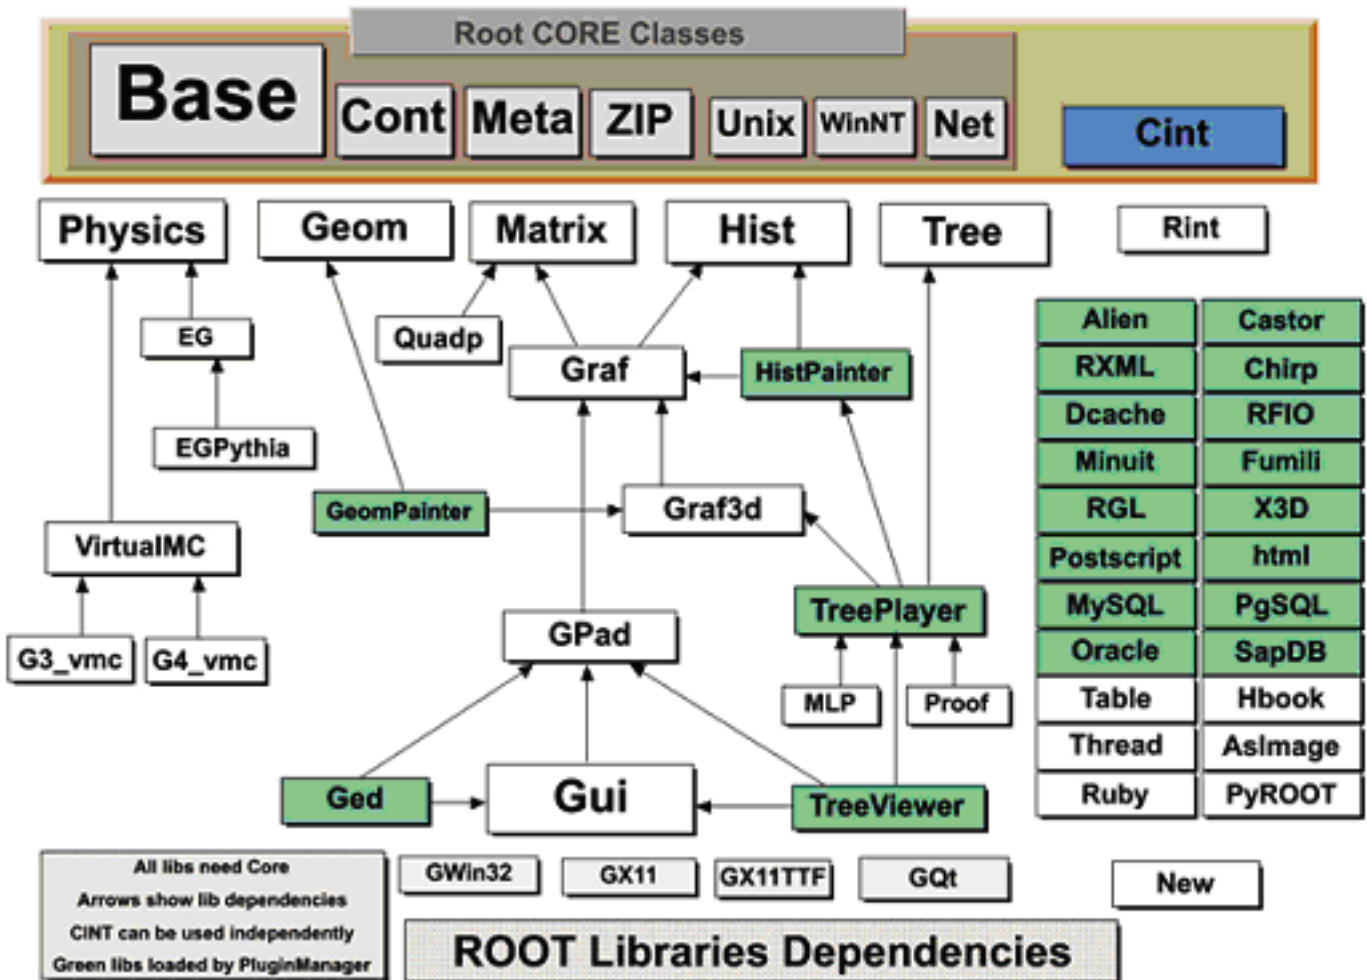 Root CORE Classes
Base
Cont
Meta
ZIP
Unix
WinNT
Net
Cint
Physics
Geom
Matrix
Hist
Tree
Rint
EG
Quadp
Graf
HistPainter
EGPythia
GeomPainter
Graf3d
VirtualMC
TreePlayer
GPad
G3_vmc
G4_vmc
MLP
Proof
Ged
Gui
TreeViewer
Alien
Castor
RXML
Chirp
Dcache
RFIO
Minuit
Fumili
RGL
X3D
Postscript
html
MySQL
PgSQL
Oracle
SapDB
Table
Hbook
Thread
AsImage
Ruby
PyROOT
All libs need Core
Arrows show lib dependencies
CINT can be used independently
Green libs loaded by PluginManager
GWin32
GX11
GX11TTF
GQt
New
ROOT Libraries Dependencies